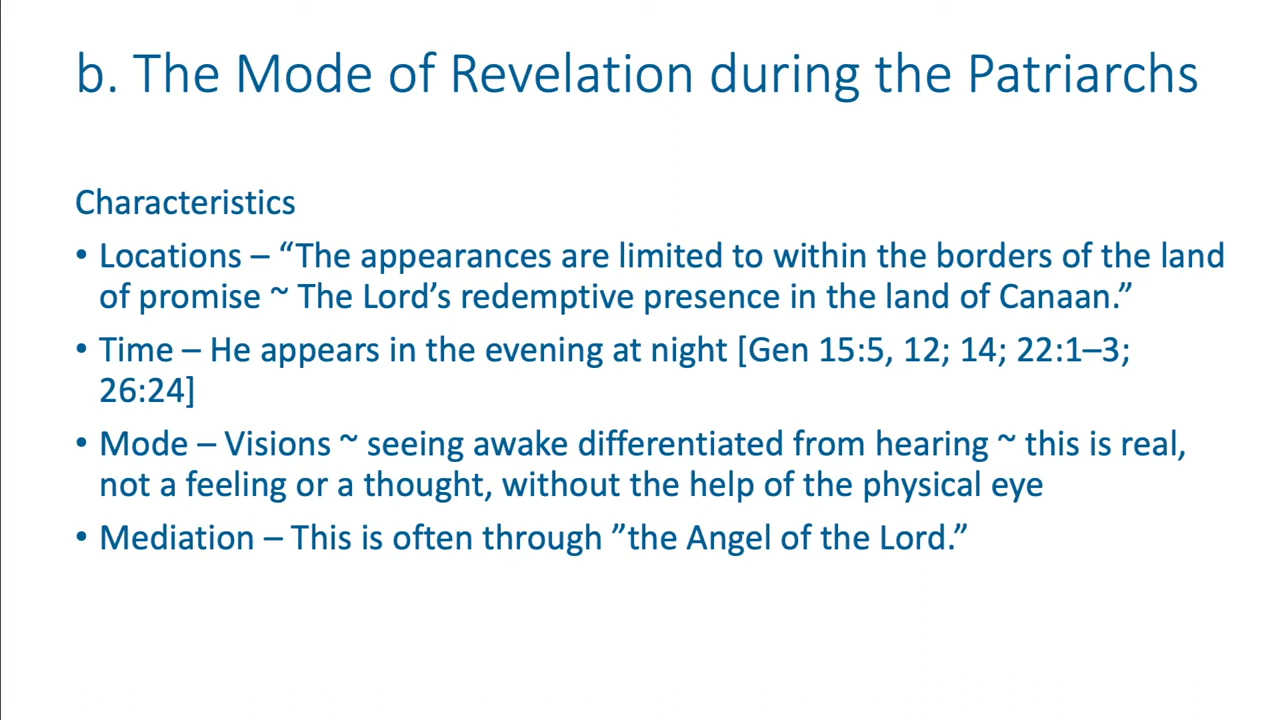 b. The Mode of Revelation during the Patriarchs
Characteristics
• Locations – “The appearances are limited to within the borders of the land
of promise ~ The Lord’s redemptive presence in the land of Canaan.”
• Time – He appears in the evening at night [Gen 15:5, 12; 14; 22:1–3;
26:24]
• Mode – Visions ~ seeing awake differentiated from hearing ~ this is real,
not a feeling or a thought, without the help of the physical eye
• Mediation – This is often through ”the Angel of the Lord.”